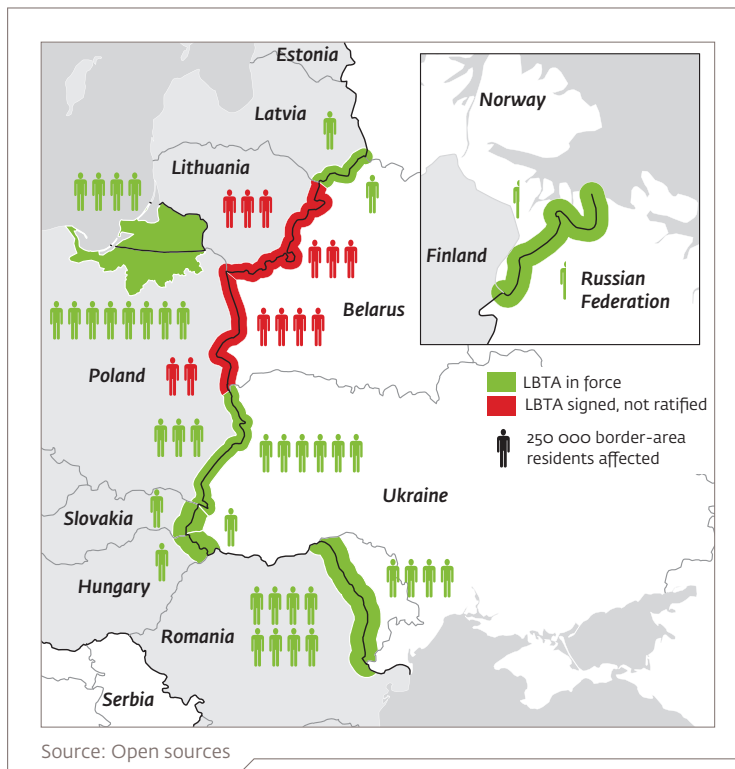 Estonia
Norway
Latvia
Lithuania
Finland
Russian
Federation
Belarus
Poland
LBTA in force
LBTA signed, not ratified
250 000 border-area
residents affected
Slovakia
Ukraine
Hungary
Romania
Serbia
Source: Open sources